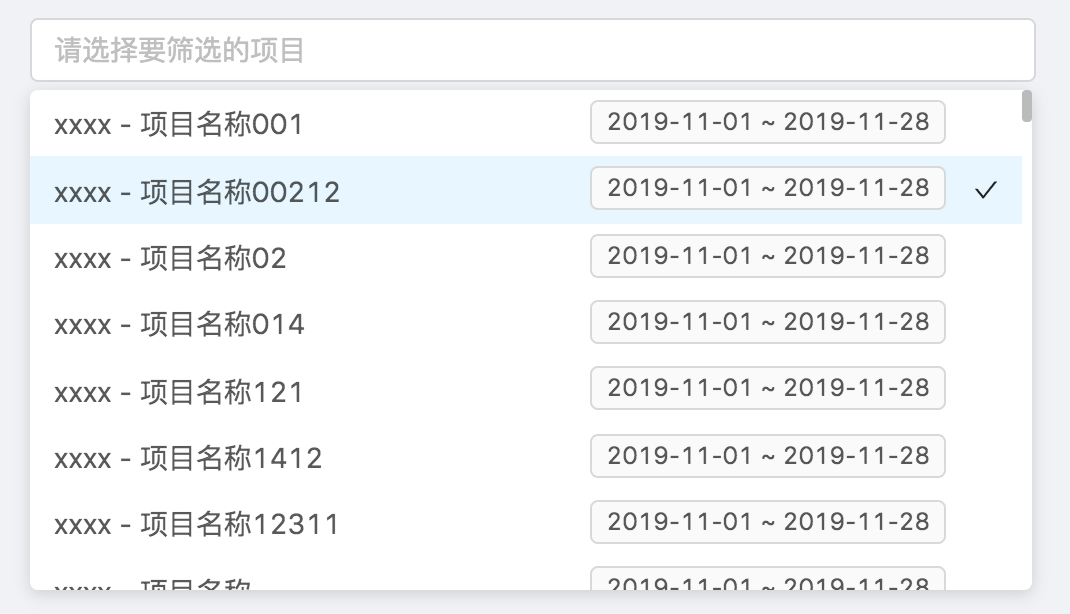 请选择要筛选的项目
xxxx - 项目名称001 2019-11-01 ~ 2019-11-28
xxxx - 项目名称00212 2019-11-01 ~ 2019-11-28
xxxx - 项目名称02 2019-11-01 ~ 2019-11-28
xxxx - 项目名称014 2019-11-01 ~ 2019-11-28
xxxx - 项目名称121 2019-11-01 ~ 2019-11-28
xxxx - 项目名称1412 2019-11-01 ~ 2019-11-28
xxxx - 项目名称12311 2019-11-01 ~ 2019-11-28
xxxx - 项目名称 2019-11-01 ~ 2019-11-28